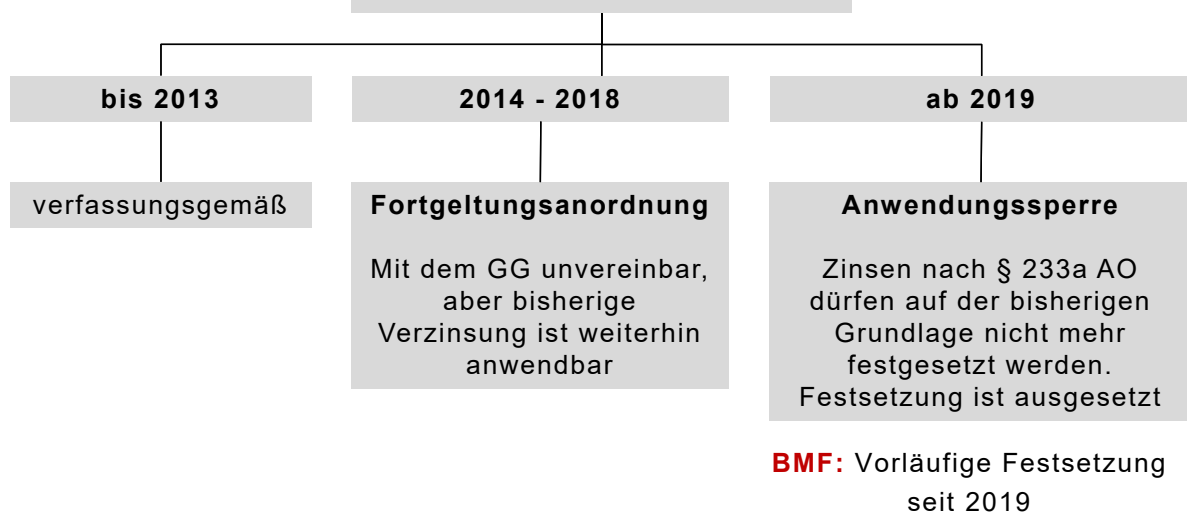 bis 2013
2014 - 2018
ab 2019
verfassungsgemäß
Fortgeltungsanordnung
Mit dem GG unvereinbar,
aber bisherige
Verzinsung ist weiterhin
anwendbar
Anwendungssperre
Zinsen nach § 233a AO
dürfen auf der bisherigen
Grundlage nicht mehr
festgesetzt werden.
Festsetzung ist ausgesetzt
BMF: Vorläufige Festsetzung
seit 2019